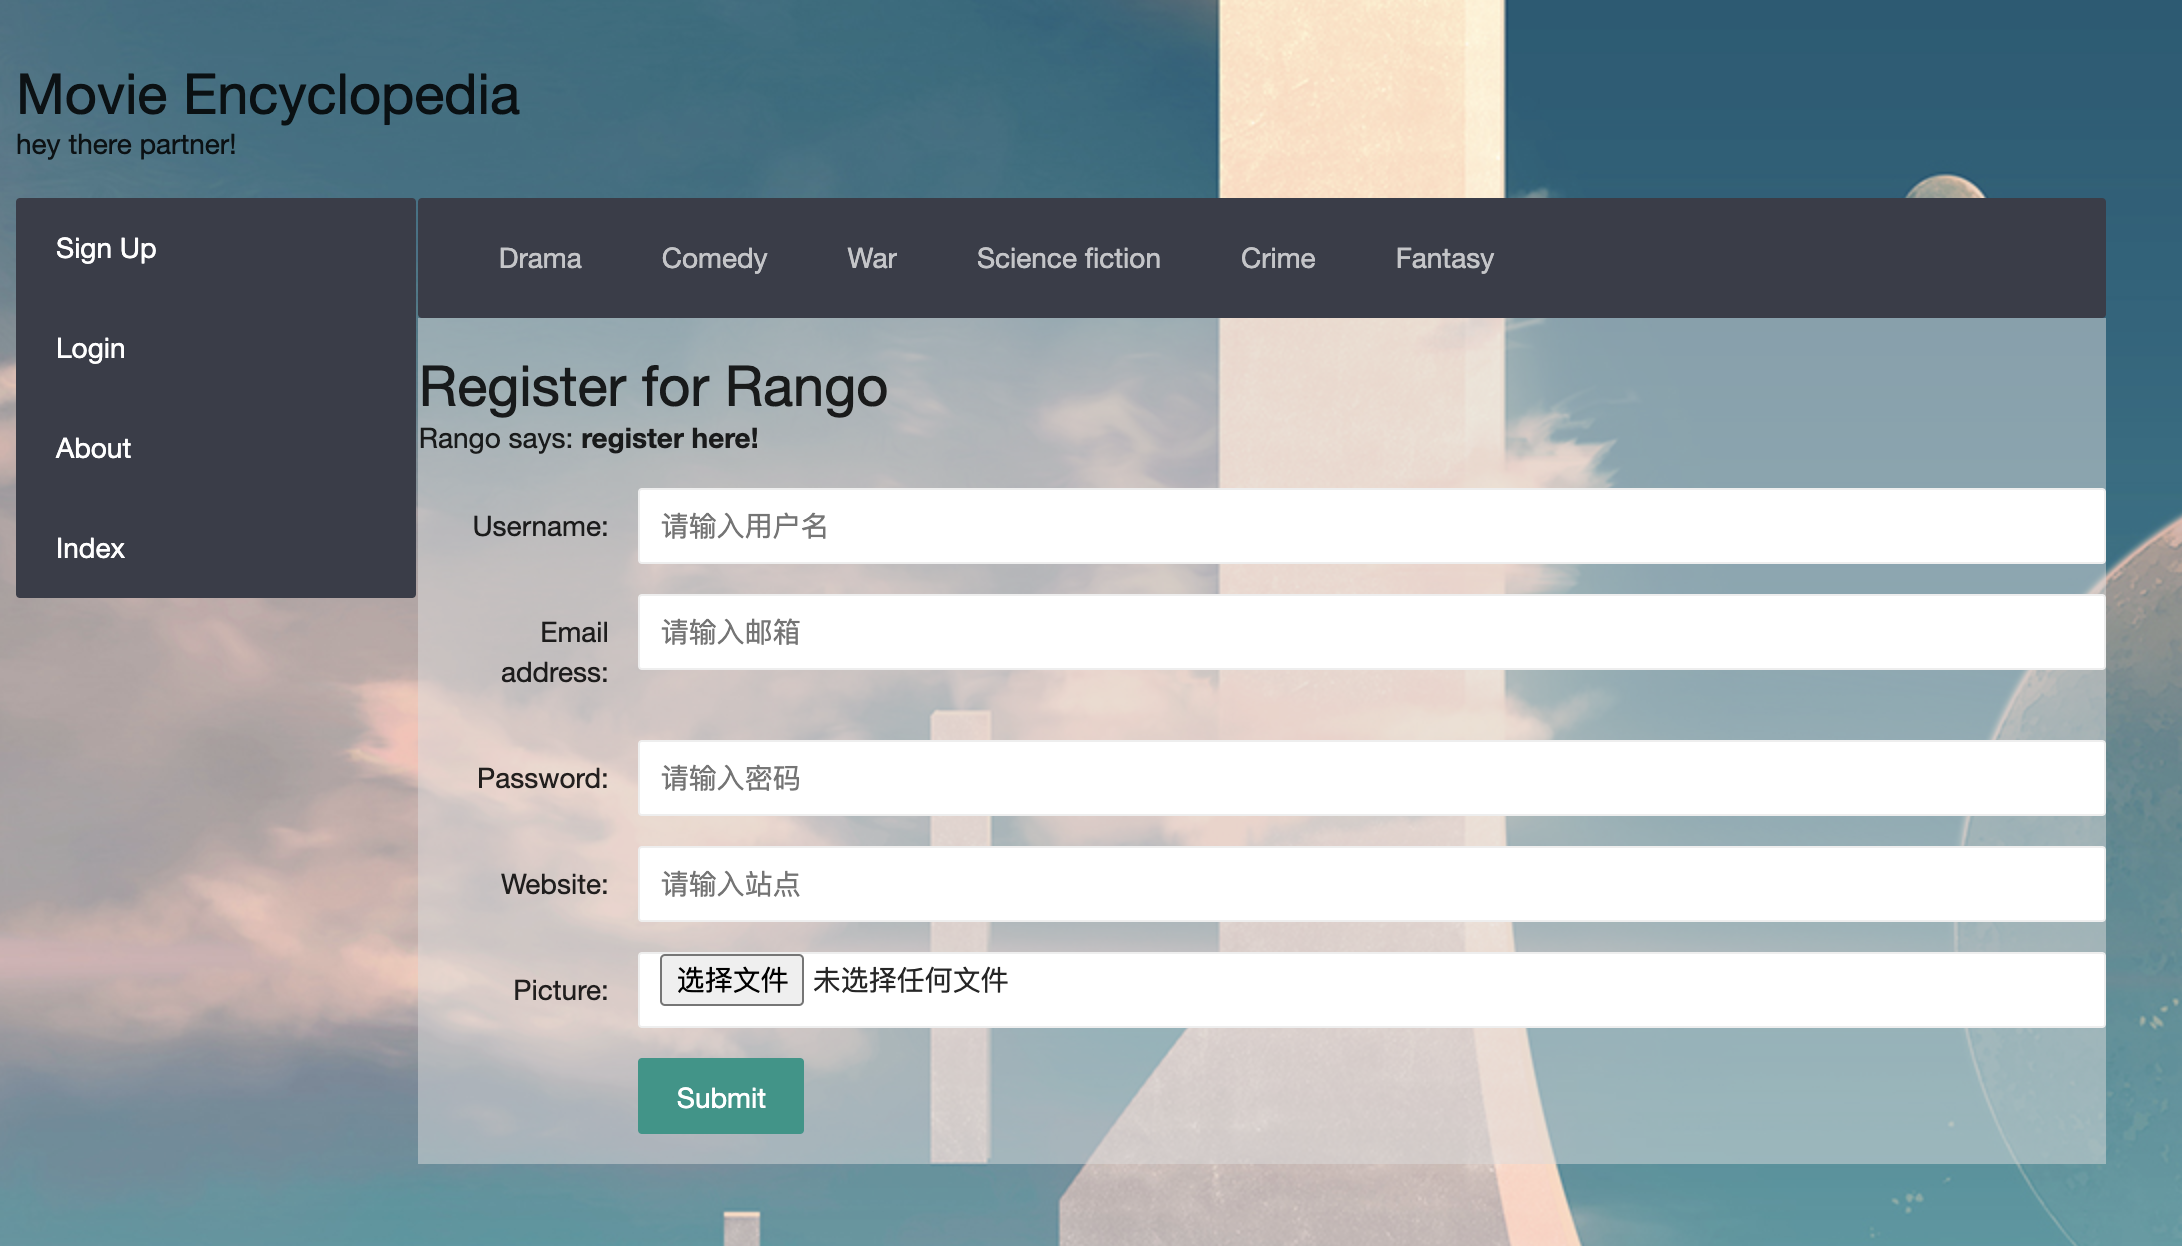 Movie Encyclopedia
hey there partner!
Sign Up
Login
About
Index
Drama Comedy War Science fiction Crime Fantasy
Register for Rango
Rango says: register here!
Username: 请输入用户名
Email address: 请输入邮箱
Password: 请输入密码
Website: 请输入站点
Picture: 选择文件 未选择任何文件
Submit